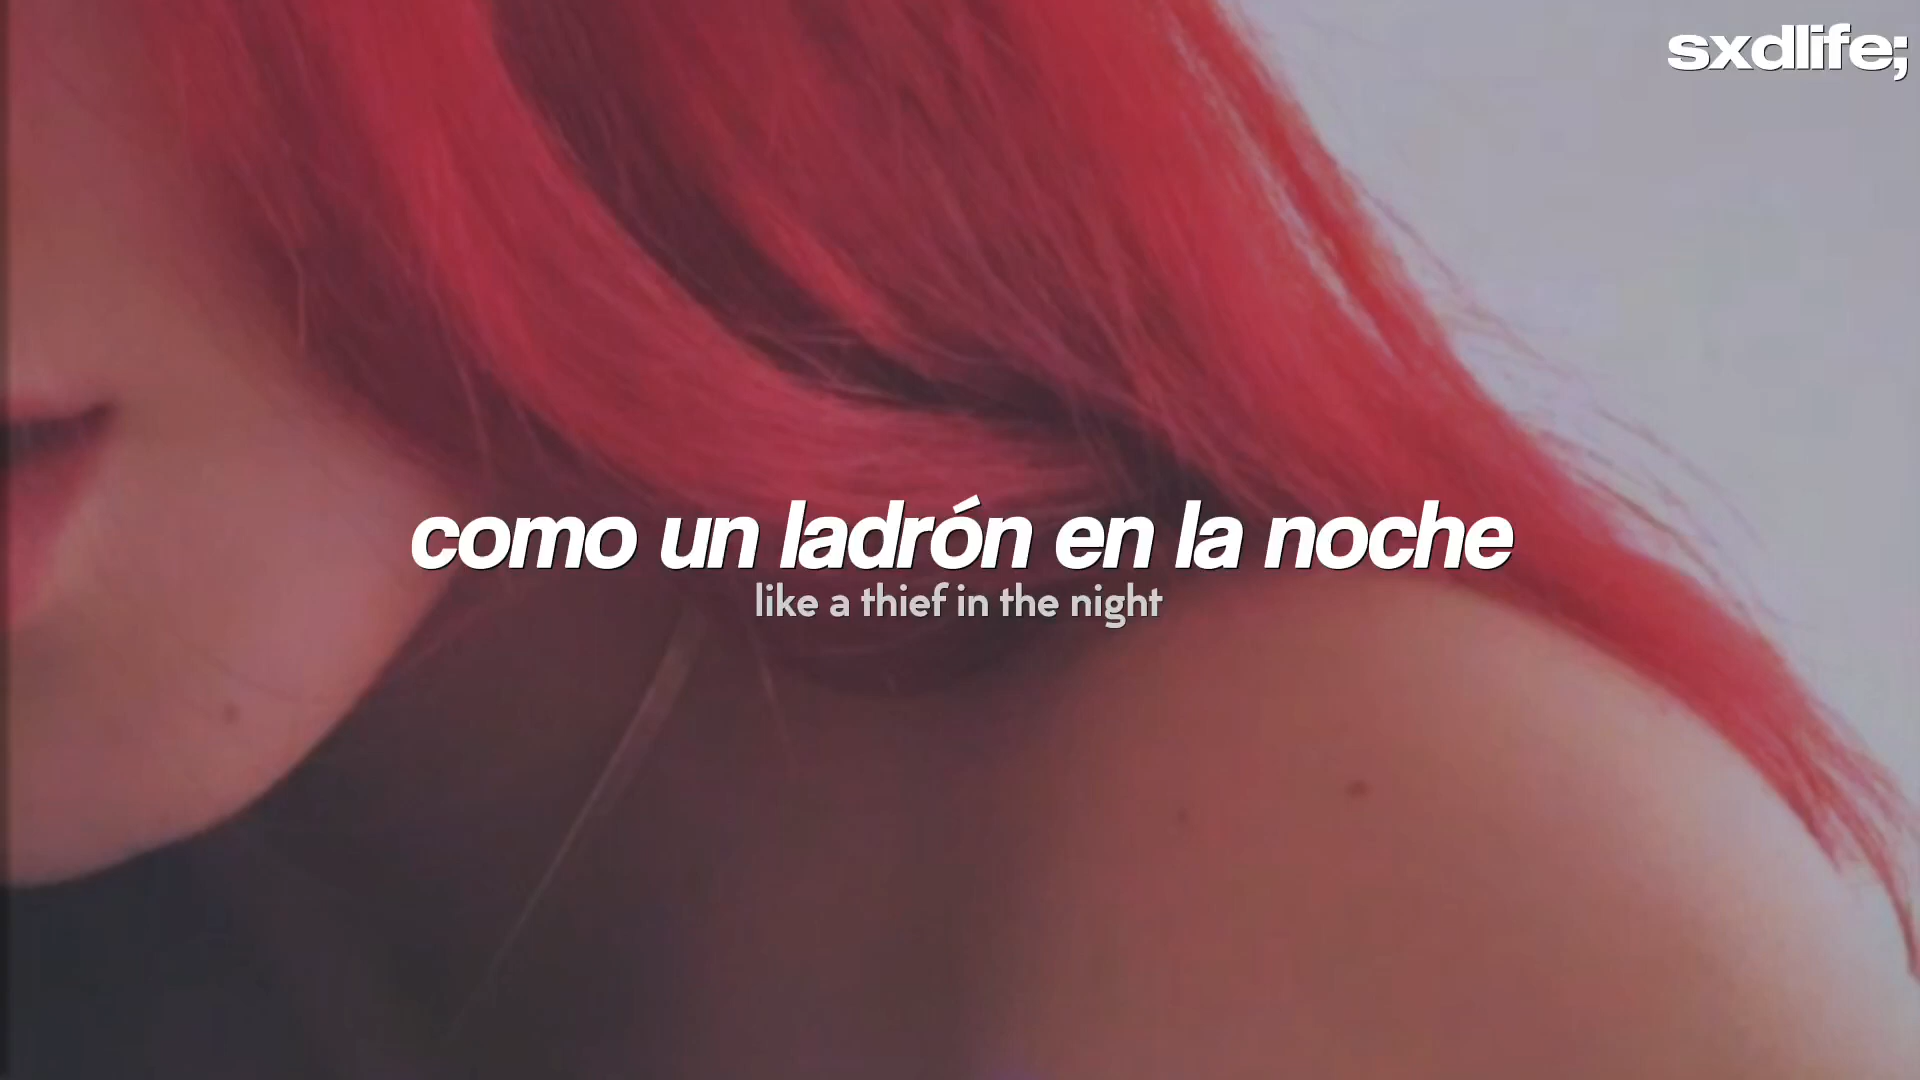 sxdlife;
como un ladrón en la noche
like a thief in the night